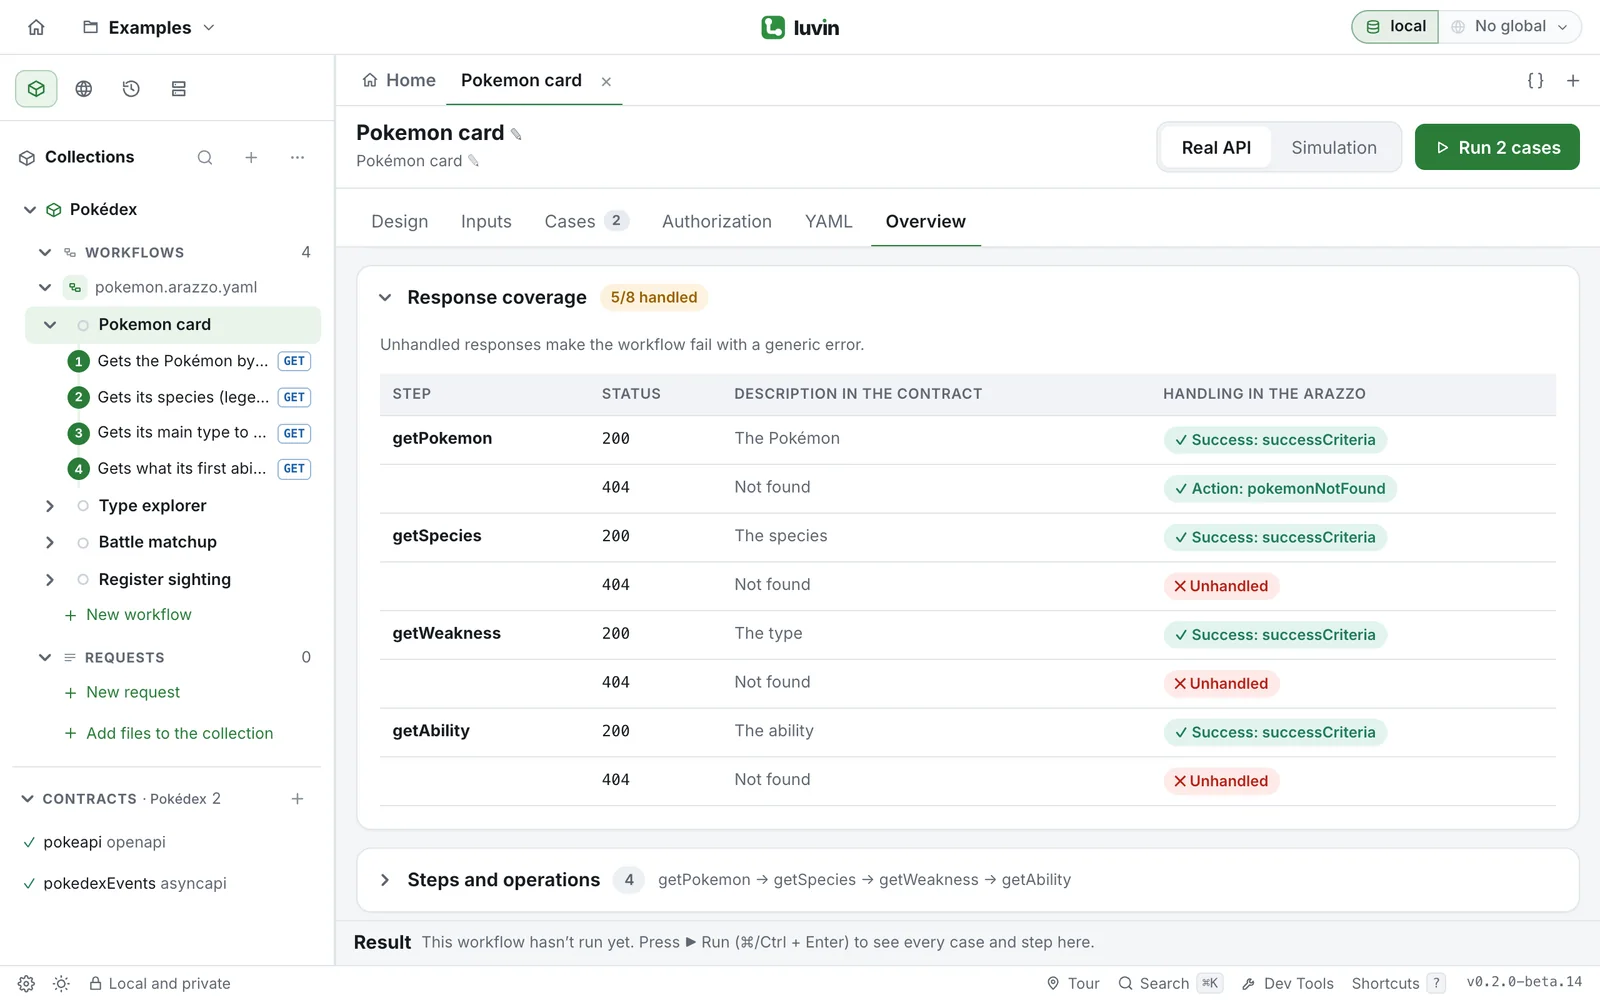 Examples
luvin
local
No global
Home
Pokemon card
{ }
Collections
Pokemon card
Pokémon card
Real API
Simulation
Run 2 cases
Pokédex
WORKFLOWS 4
pokemon.arazzo.yaml
Pokemon card
1 Gets the Pokémon by... GET
2 Gets its species (lege... GET
3 Gets its main type to ... GET
4 Gets what its first abi... GET
Type explorer
Battle matchup
Register sighting
+ New workflow
REQUESTS 0
+ New request
+ Add files to the collection
CONTRACTS · Pokédex 2
pokeapi openapi
pokedexEvents asyncapi
Design Inputs Cases 2 Authorization YAML Overview
Response coverage 5/8 handled
Unhandled responses make the workflow fail with a generic error.
STEP STATUS DESCRIPTION IN THE CONTRACT HANDLING IN THE ARAZZO
getPokemon 200 The Pokémon ✓ Success: successCriteria
404 Not found ✓ Action: pokemonNotFound
getSpecies 200 The species ✓ Success: successCriteria
404 Not found ✕ Unhandled
getWeakness 200 The type ✓ Success: successCriteria
404 Not found ✕ Unhandled
getAbility 200 The ability ✓ Success: successCriteria
404 Not found ✕ Unhandled
Steps and operations 4 getPokemon → getSpecies → getWeakness → getAbility
Result This workflow hasn’t run yet. Press ▶ Run (⌘/Ctrl + Enter) to see every case and step here.
Local and private
Tour Search ⌘K Dev Tools Shortcuts ? v0.2.0-beta.14